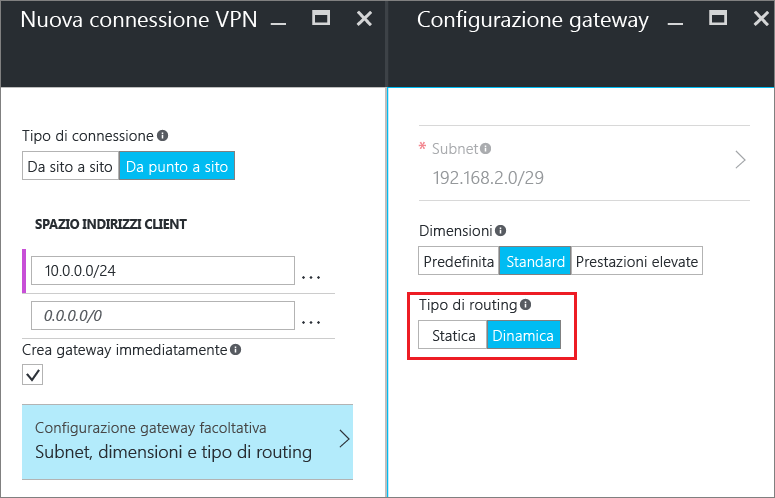 Nuova connessione VPN
Tipo di connessione
Da sito a sito Da punto a sito
SPAZIO INDIRIZZI CLIENT
10.0.0.0/24 ...
0.0.0.0/0 ...
Crea gateway immediatamente
Configurazione gateway facoltativa
Subnet, dimensioni e tipo di routing
Configurazione gateway
* Subnet
192.168.2.0/29
Dimensioni
Predefinita Standard Prestazioni elevate
Tipo di routing
Statica Dinamica